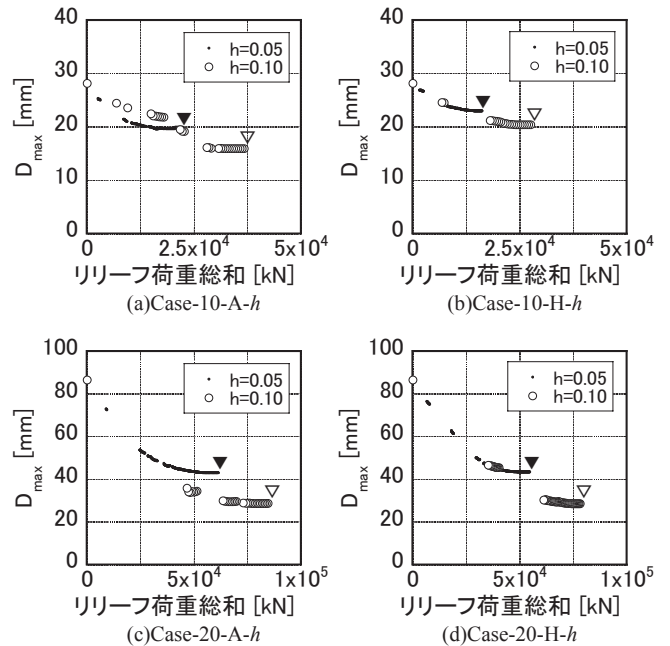 40
30
20
10
0
D_max [mm]
h=0.05
h=0.10
0
2.5x10^4
5x10^4
リリーフ荷重総和 [kN]
(a)Case-10-A-h
40
30
20
10
0
D_max [mm]
h=0.05
h=0.10
0
2.5x10^4
5x10^4
リリーフ荷重総和 [kN]
(b)Case-10-H-h
100
80
60
40
20
0
D_max [mm]
h=0.05
h=0.10
0
5x10^4
1x10^5
リリーフ荷重総和 [kN]
(c)Case-20-A-h
100
80
60
40
20
0
D_max [mm]
h=0.05
h=0.10
0
5x10^4
1x10^5
リリーフ荷重総和 [kN]
(d)Case-20-H-h